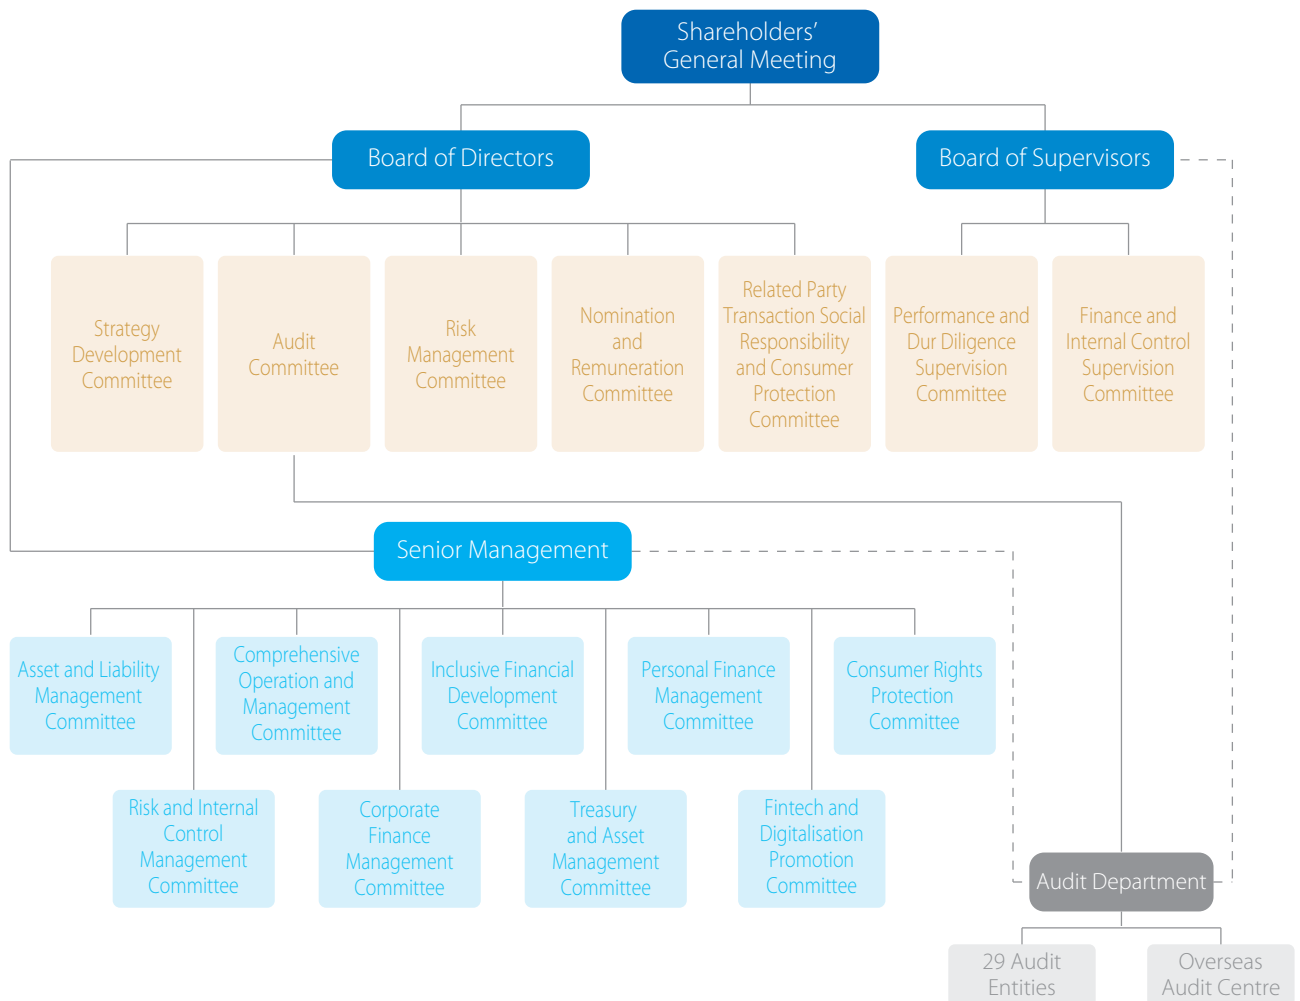 Shareholders'
General Meeting
Board of Directors
Board of Supervisors
Strategy
Development
Committee
Audit
Committee
Risk
Management
Committee
Nomination
and
Remuneration
Committee
Related Party
Transaction Social
Responsibility
and Consumer
Protection
Committee
Performance and
Dur Diligence
Supervision
Committee
Finance and
Internal Control
Supervision
Committee
Senior Management
Asset and Liability
Management
Committee
Comprehensive
Operation and
Management
Committee
Inclusive Financial
Development
Committee
Personal Finance
Management
Committee
Consumer Rights
Protection
Committee
Risk and Internal
Control
Management
Committee
Corporate
Finance
Management
Committee
Treasury
and Asset
Management
Committee
Fintech and
Digitalisation
Promotion
Committee
Audit Department
29 Audit
Entities
Overseas
Audit Centre